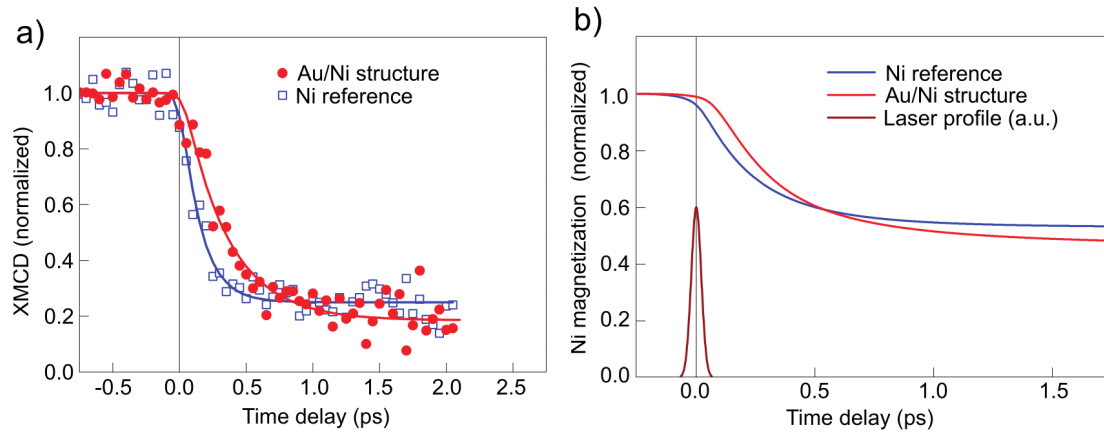 a)
XMCD (normalized)
1.0
0.8
0.6
0.4
0.2
0.0
Au/Ni structure
Ni reference
-0.5 0.0 0.5 1.0 1.5 2.0 2.5
Time delay (ps)
b)
Ni magnetization (normalized)
1.0
0.8
0.6
0.4
0.2
0.0
Ni reference
Au/Ni structure
Laser profile (a.u.)
0.0 0.5 1.0 1.5
Time delay (ps)